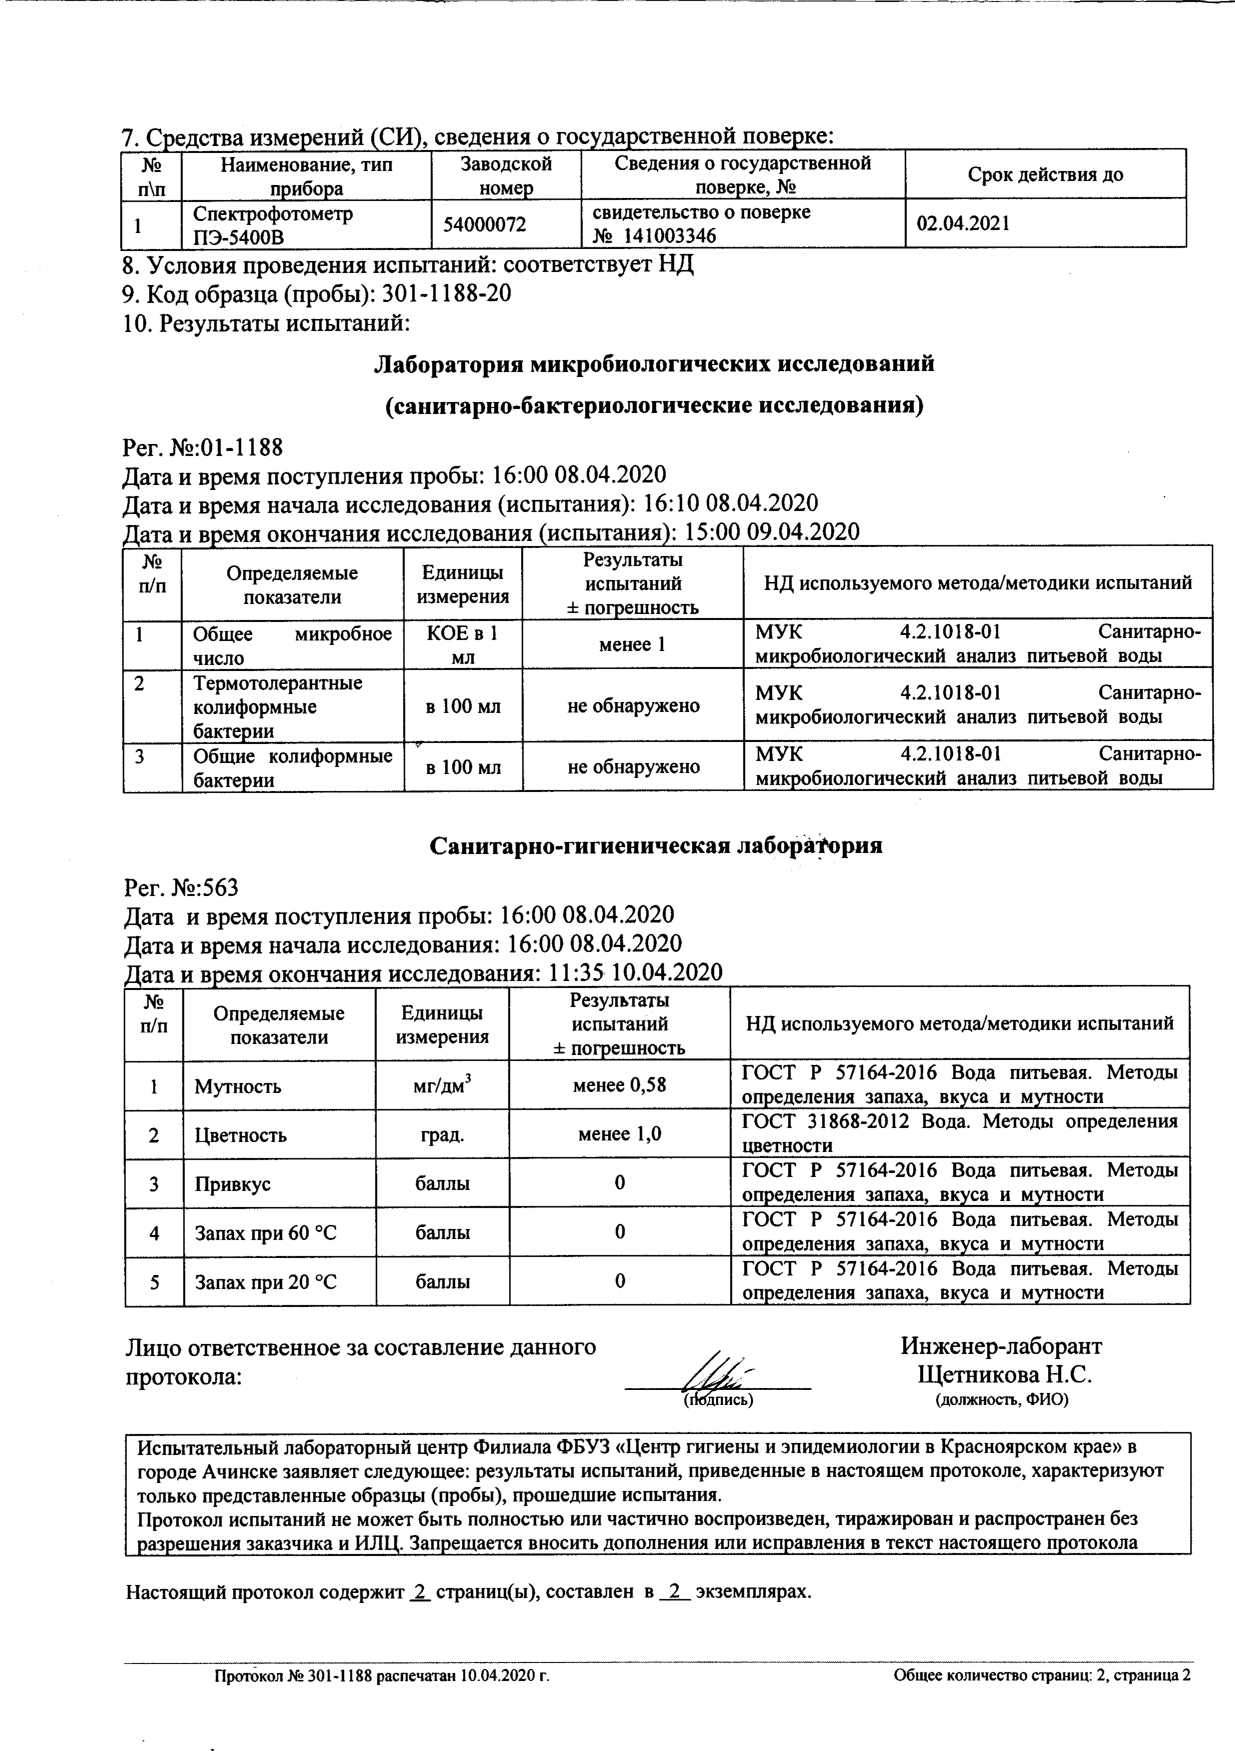 7. Средства измерений (СИ), сведения о государственной поверке:
№ п\п Наименование, тип прибора Заводской номер Сведения о государственной поверке, № Срок действия до
1 Спектрофотометр ПЭ-5400В 54000072 свидетельство о поверке № 141003346 02.04.2021
8. Условия проведения испытаний: соответствует НД
9. Код образца (пробы): 301-1188-20
10. Результаты испытаний:
Лаборатория микробиологических исследований
(санитарно-бактериологические исследования)
Рег. №:01-1188
Дата и время поступления пробы: 16:00 08.04.2020
Дата и время начала исследования (испытания): 16:10 08.04.2020
Дата и время окончания исследования (испытания): 15:00 09.04.2020
№ п/п Определяемые показатели Единицы измерения Результаты испытаний ± погрешность НД используемого метода/методики испытаний
1 Общее микробное число КОЕ в 1 мл менее 1 МУК 4.2.1018-01 Санитарно-микробиологический анализ питьевой воды
2 Термотолерантные колиформные бактерии в 100 мл не обнаружено МУК 4.2.1018-01 Санитарно-микробиологический анализ питьевой воды
3 Общие колиформные бактерии в 100 мл не обнаружено МУК 4.2.1018-01 Санитарно-микробиологический анализ питьевой воды
Санитарно-гигиеническая лаборатория
Рег. №:563
Дата и время поступления пробы: 16:00 08.04.2020
Дата и время начала исследования: 16:00 08.04.2020
Дата и время окончания исследования: 11:35 10.04.2020
№ п/п Определяемые показатели Единицы измерения Результаты испытаний ± погрешность НД используемого метода/методики испытаний
1 Мутность мг/дм³ менее 0,58 ГОСТ Р 57164-2016 Вода питьевая. Методы определения запаха, вкуса и мутности
2 Цветность град. менее 1,0 ГОСТ 31868-2012 Вода. Методы определения цветности
3 Привкус баллы 0 ГОСТ Р 57164-2016 Вода питьевая. Методы определения запаха, вкуса и мутности
4 Запах при 60 °С баллы 0 ГОСТ Р 57164-2016 Вода питьевая. Методы определения запаха, вкуса и мутности
5 Запах при 20 °С баллы 0 ГОСТ Р 57164-2016 Вода питьевая. Методы определения запаха, вкуса и мутности
Лицо ответственное за составление данного Инженер-лаборант
протокола: Щетникова Н.С.
(подпись) (должность, ФИО)
Испытательный лабораторный центр Филиала ФБУЗ «Центр гигиены и эпидемиологии в Красноярском крае» в
городе Ачинске заявляет следующее: результаты испытаний, приведенные в настоящем протоколе, характеризуют
только представленные образцы (пробы), прошедшие испытания.
Протокол испытаний не может быть полностью или частично воспроизведен, тиражирован и распространен без
разрешения заказчика и ИЛЦ. Запрещается вносить дополнения или исправления в текст настоящего протокола
Настоящий протокол содержит 2 страниц(ы), составлен в 2 экземплярах.
Протокол № 301-1188 распечатан 10.04.2020 г. Общее количество страниц: 2, страница 2